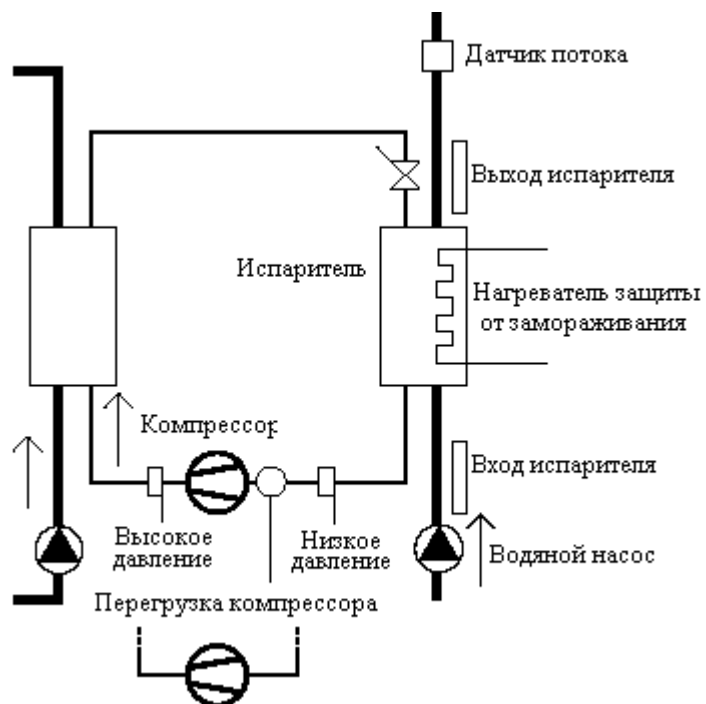 Датчик потока
Выход испарителя
Испаритель
Нагреватель защиты
от замораживания
Компрессор
Вход испарителя
Высокое
давление
Низкое
давление
Водяной насос
Перегрузка компрессора